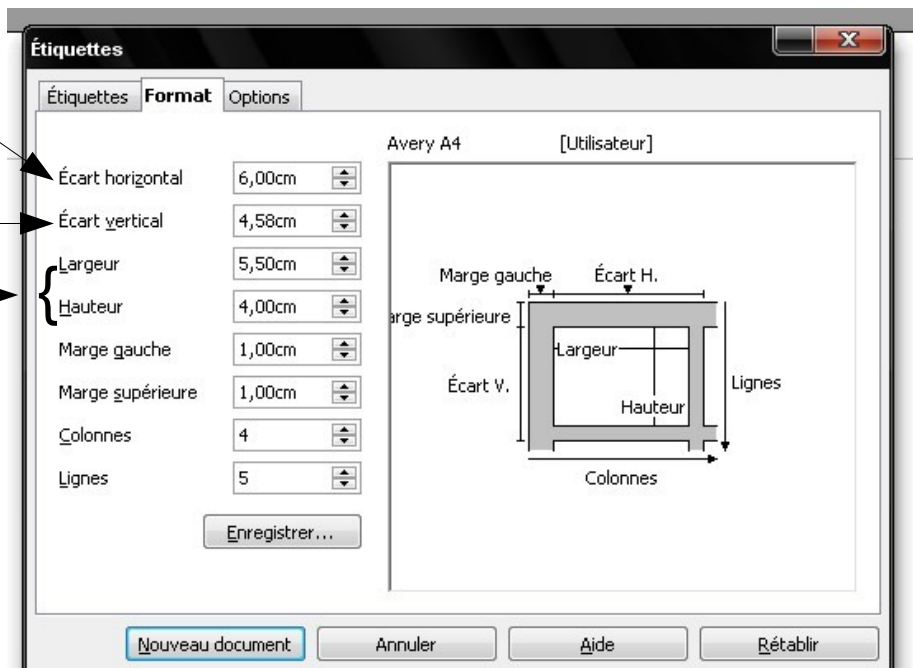 Étiquettes
Étiquettes Format Options
Avery A4 [Utilisateur]
Écart horizontal 6,00cm
Écart vertical 4,58cm
Largeur 5,50cm
Hauteur 4,00cm
Marge gauche 1,00cm
Marge supérieure 1,00cm
Colonnes 4
Lignes 5
Enregistrer...
Marge gauche Écart H.
arge supérieure
Largeur
Écart V. Lignes
Hauteur
Colonnes
Nouveau document Annuler Aide Rétablir